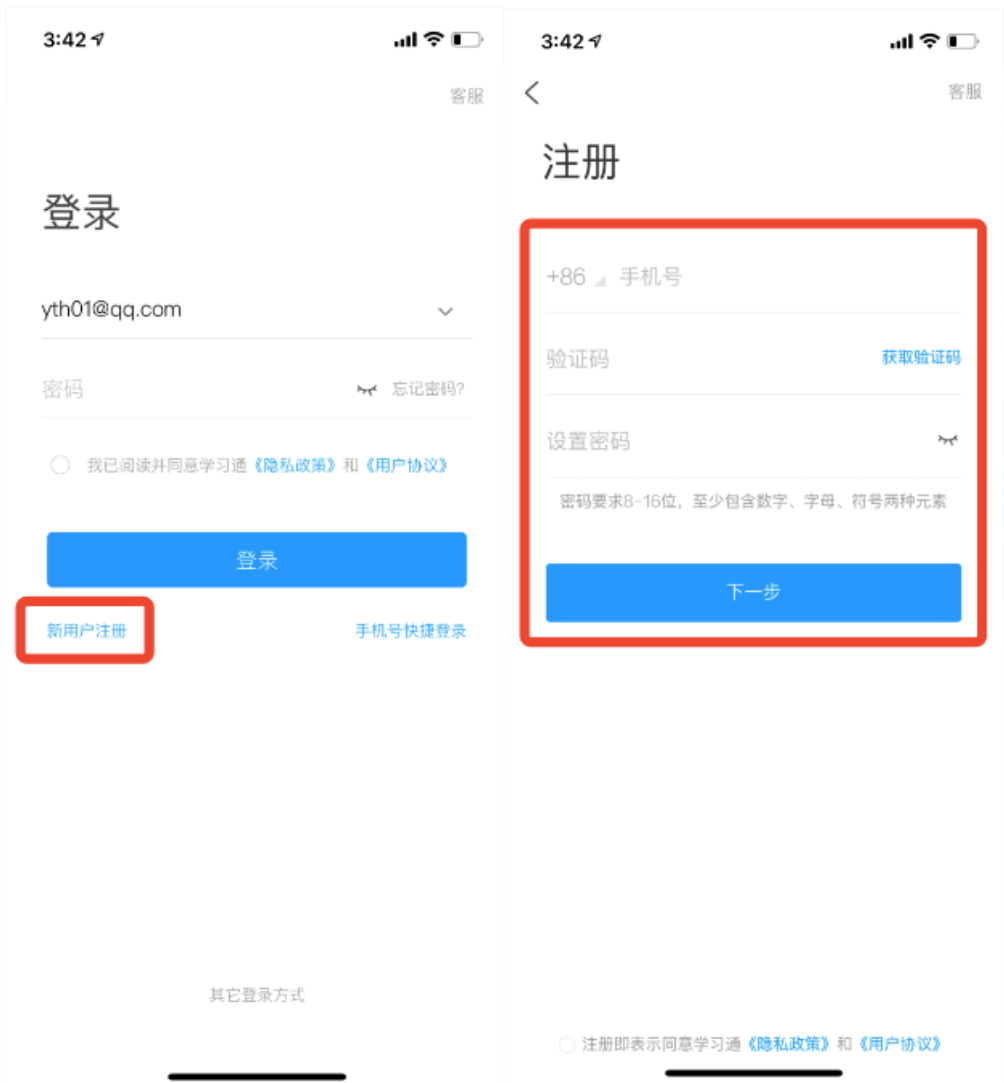 3:42
客服
登录
yth01@qq.com
密码 忘记密码?
我已阅读并同意学习通《隐私政策》和《用户协议》
登录
新用户注册 手机号快捷登录
其它登录方式
3:42
客服
注册
+86 手机号
验证码 获取验证码
设置密码
密码要求8-16位，至少包含数字、字母、符号两种元素
下一步
注册即表示同意学习通《隐私政策》和《用户协议》